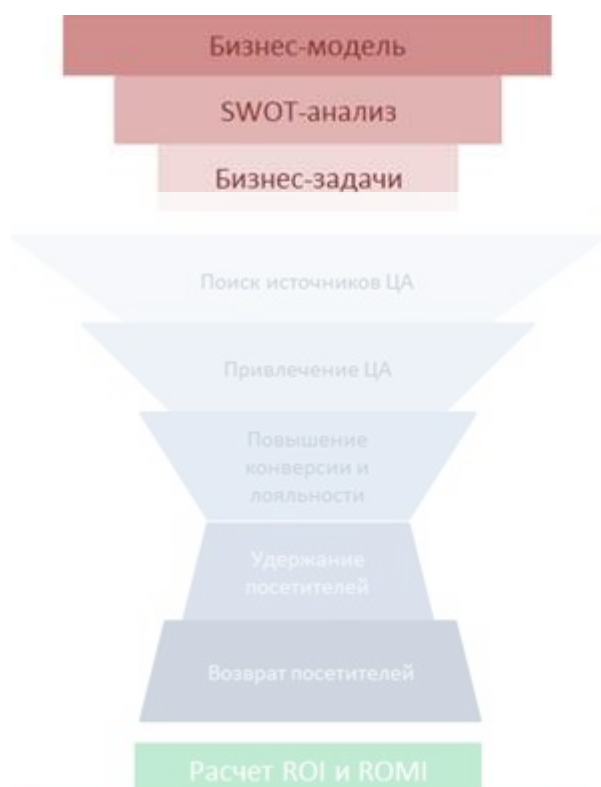 Бизнес-модель
SWOT-анализ
Бизнес-задачи
Поиск источников ЦА
Привлечение ЦА
Повышение
конверсии и
лояльности
Удержание
посетителей
Возврат посетителей
Расчет ROI и ROMI